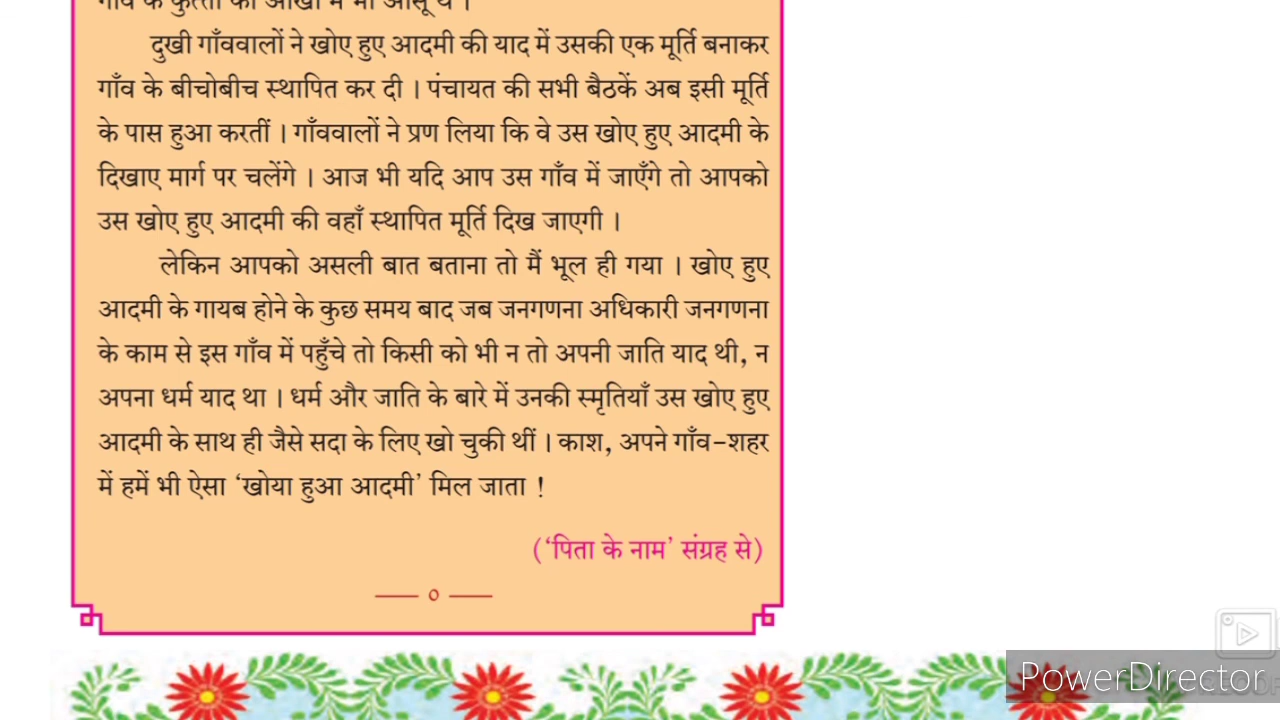 गाँव के कुत्तों की आँखों में भी आँसू थे ।
दुखी गाँववालों ने खोए हुए आदमी की याद में उसकी एक मूर्ति बनाकर
गाँव के बीचोबीच स्थापित कर दी । पंचायत की सभी बैठकें अब इसी मूर्ति
के पास हुआ करतीं । गाँववालों ने प्रण लिया कि वे उस खोए हुए आदमी के
दिखाए मार्ग पर चलेंगे । आज भी यदि आप उस गाँव में जाएँगे तो आपको
उस खोए हुए आदमी की वहाँ स्थापित मूर्ति दिख जाएगी ।
लेकिन आपको असली बात बताना तो मैं भूल ही गया । खोए हुए
आदमी के गायब होने के कुछ समय बाद जब जनगणना अधिकारी जनगणना
के काम से इस गाँव में पहुँचे तो किसी को भी न तो अपनी जाति याद थी, न
अपना धर्म याद था । धर्म और जाति के बारे में उनकी स्मृतियाँ उस खोए हुए
आदमी के साथ ही जैसे सदा के लिए खो चुकी थीं । काश, अपने गाँव-शहर
में हमें भी ऐसा ‘खोया हुआ आदमी’ मिल जाता !
(‘पिता के नाम’ संग्रह से)
— ० —
PowerDirector